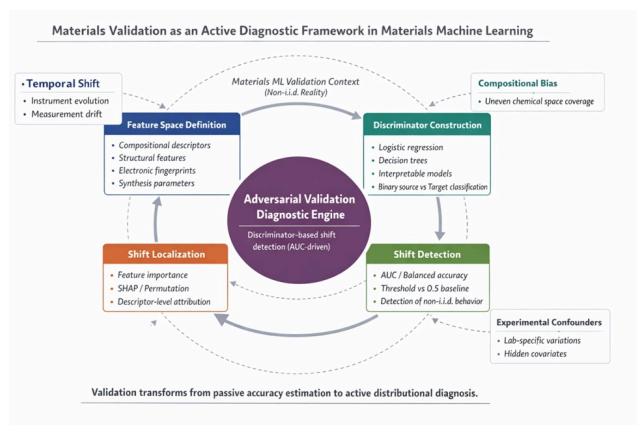 Materials Validation as an Active Diagnostic Framework in Materials Machine Learning
• Temporal Shift
• Instrument evolution
• Measurement drift
Materials ML Validation Context
(Non-i.i.d. Reality)
Compositional Bias
• Uneven chemical space coverage
Feature Space Definition
• Compositional descriptors
• Structural features
• Electronic fingerprints
• Synthesis parameters
Discriminator Construction
• Logistic regression
• Decision trees
• Interpretable models
• Binary source vs Target classification
Adversarial Validation
Diagnostic Engine
Discriminator-based shift
detection (AUC-driven)
Shift Localization
• Feature importance
• SHAP / Permutation
• Descriptor-level attribution
Shift Detection
• AUC / Balanced accuracy
• Threshold vs 0.5 baseline
• Detection of non-i.i.d. behavior
Experimental Confounders
• Lab-specific variations
• Hidden covariates
Validation transforms from passive accuracy estimation to active distributional diagnosis.